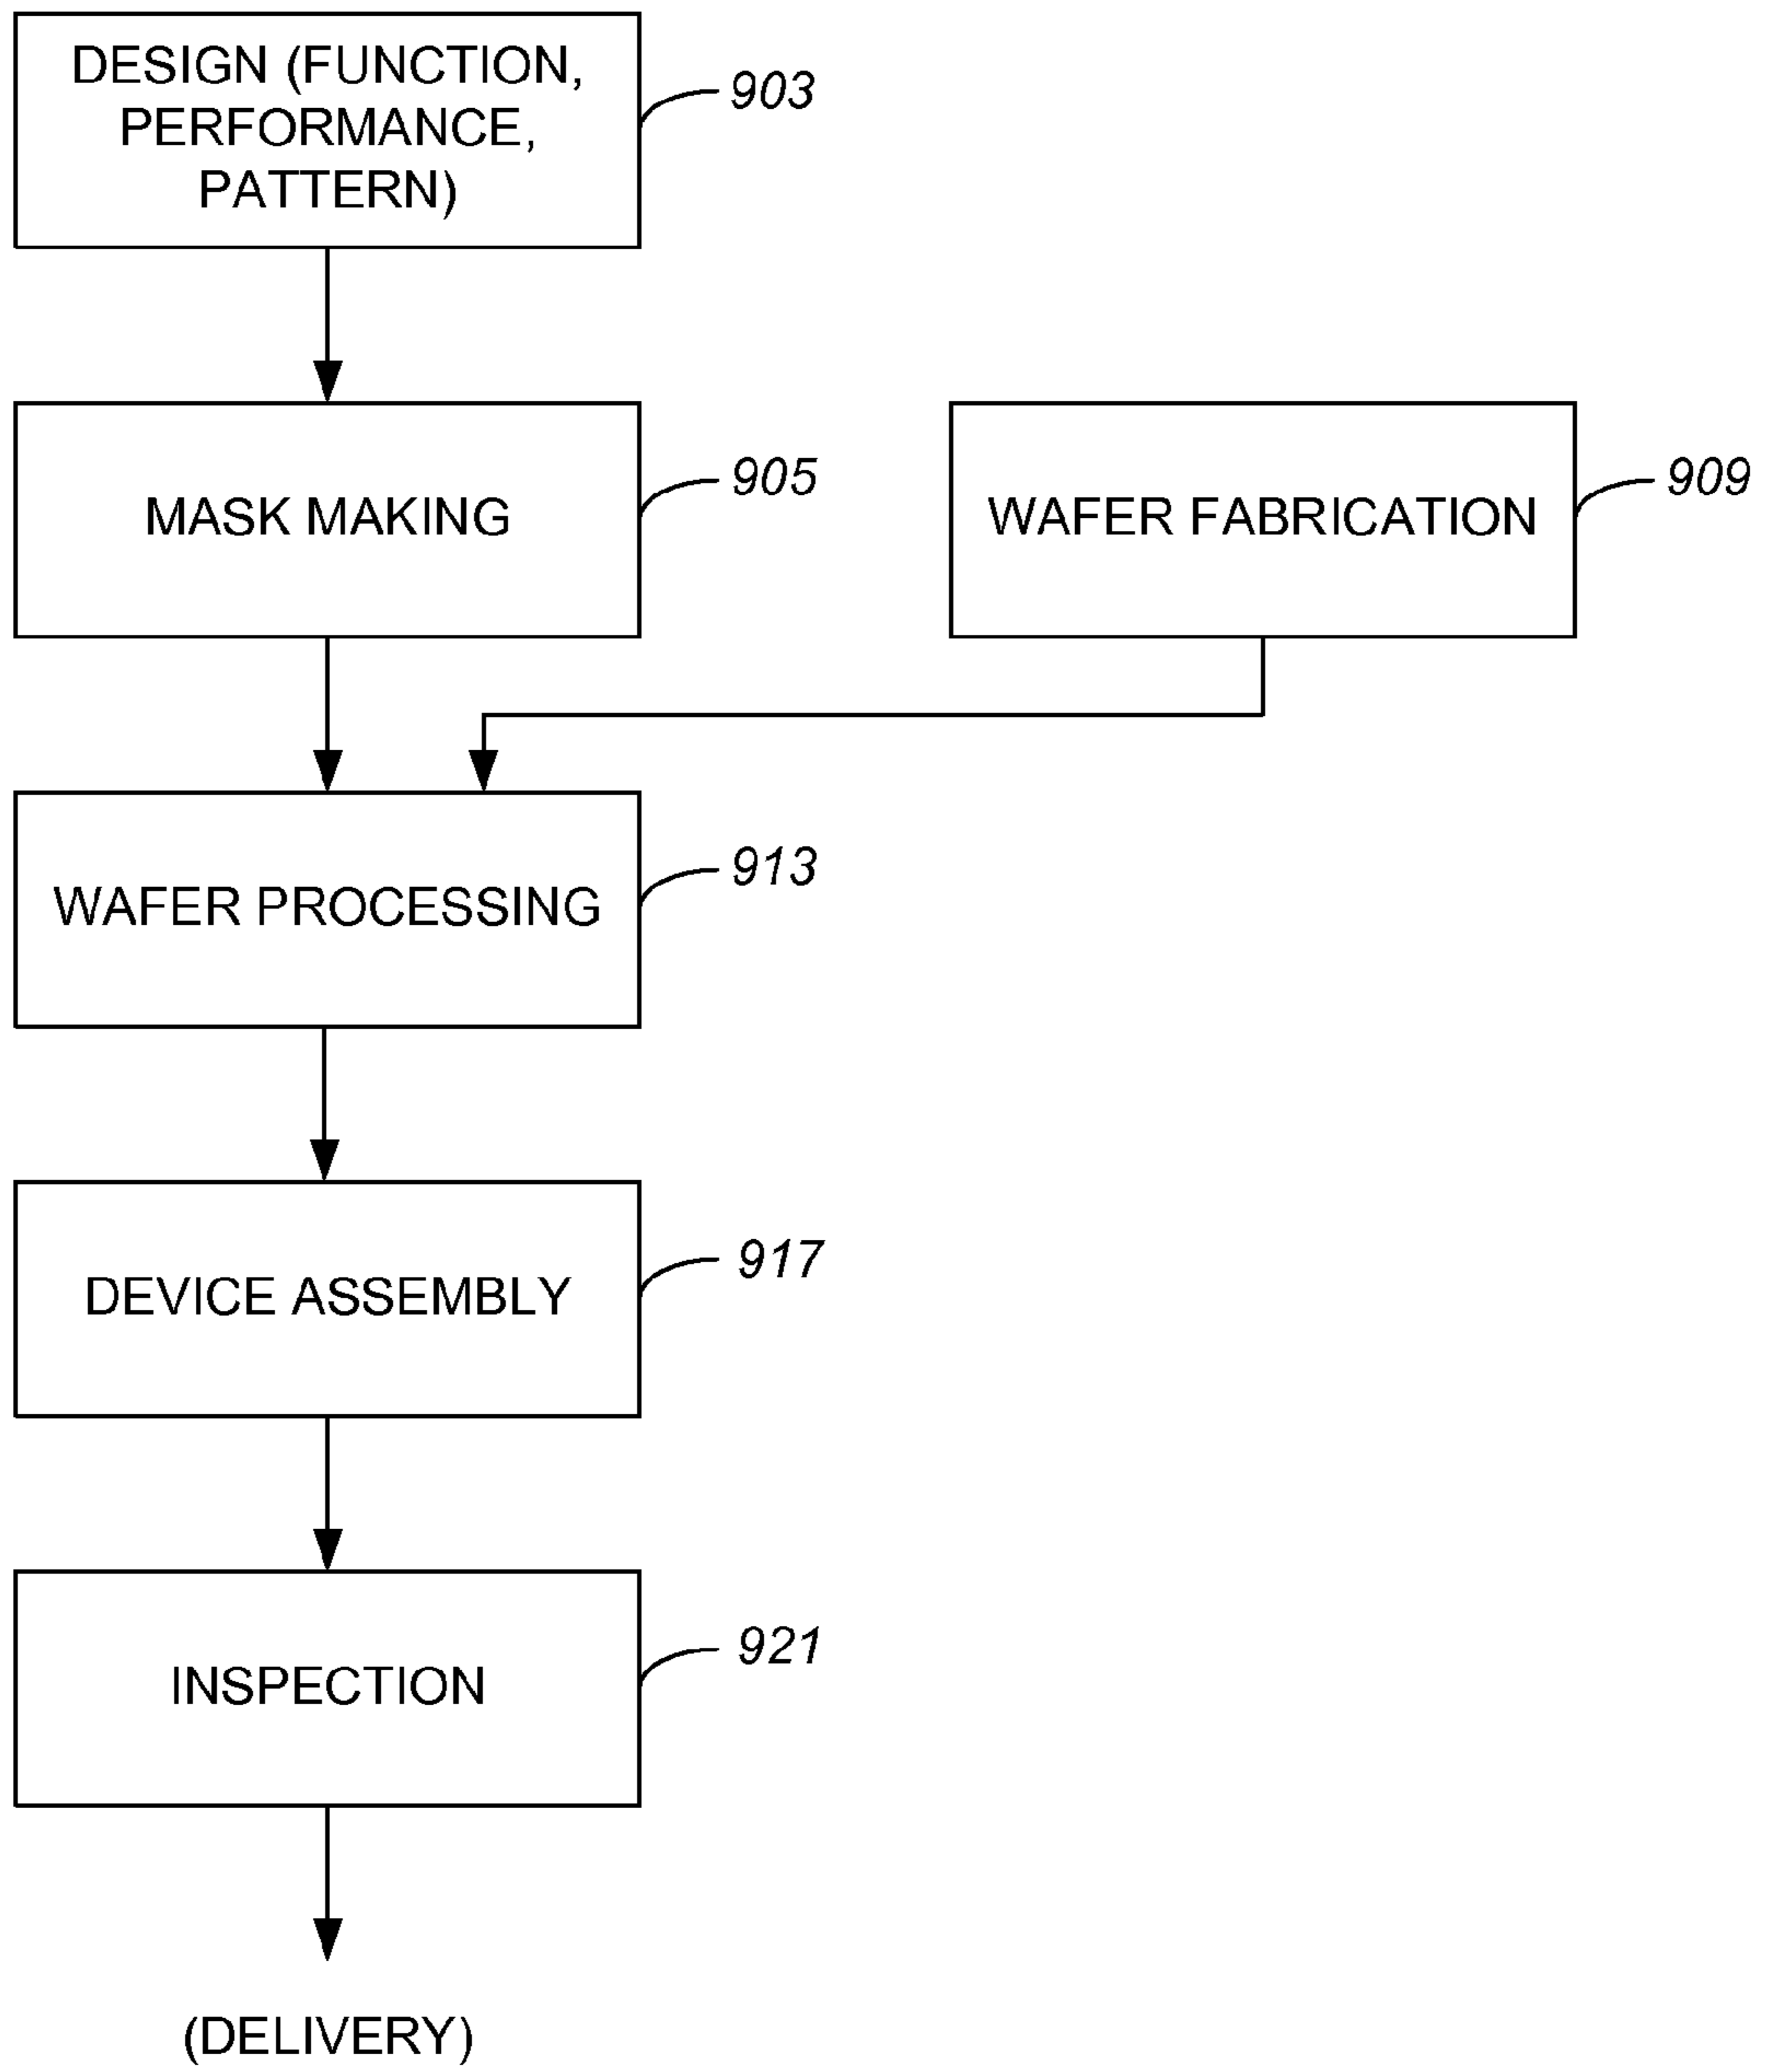 DESIGN (FUNCTION,
PERFORMANCE,
PATTERN)
903
MASK MAKING
905
WAFER FABRICATION
909
WAFER PROCESSING
913
DEVICE ASSEMBLY
917
INSPECTION
921
(DELIVERY)